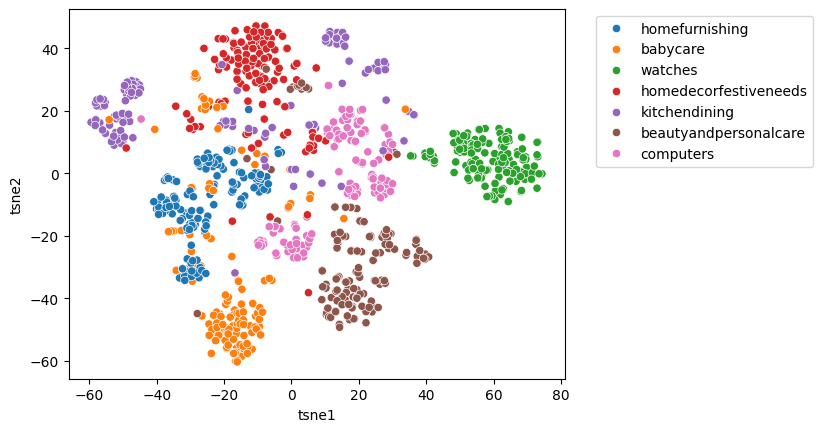 homefurnishing
babycare
watches
homedecorfestiveneeds
kitchendining
beautyandpersonalcare
computers
tsne2
40
20
0
−20
−40
−60
−60 −40 −20 0 20 40 60 80
tsne1